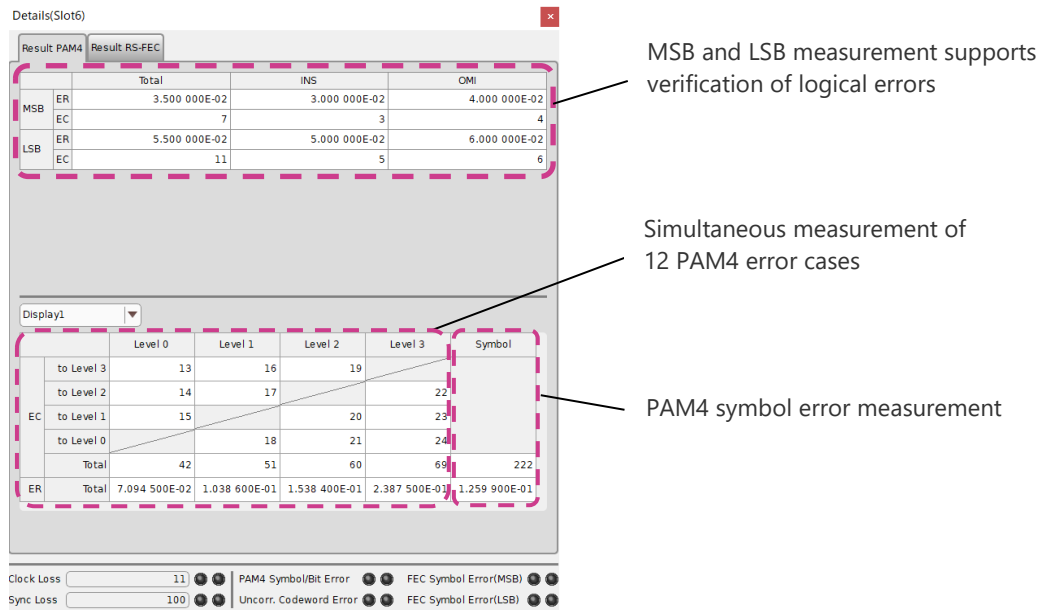 Details(Slot6)
×
Result PAM4 Result RS-FEC
Total INS OMI
MSB ER 3.500 000E-02 3.000 000E-02 4.000 000E-02
EC 7 3 4
LSB ER 5.500 000E-02 5.000 000E-02 6.000 000E-02
EC 11 5 6
MSB and LSB measurement supports
verification of logical errors
Simultaneous measurement of
12 PAM4 error cases
Display1
Level 0 Level 1 Level 2 Level 3 Symbol
EC to Level 3 13 16 19
to Level 2 14 17 22
to Level 1 15 20 23
to Level 0 18 21 24
Total 42 51 60 69 222
ER Total 7.094 500E-02 1.038 600E-01 1.538 400E-01 2.387 500E-01 1.259 900E-01
PAM4 symbol error measurement
Clock Loss 11 PAM4 Symbol/Bit Error FEC Symbol Error(MSB)
Sync Loss 100 Uncorr. Codeword Error FEC Symbol Error(LSB)